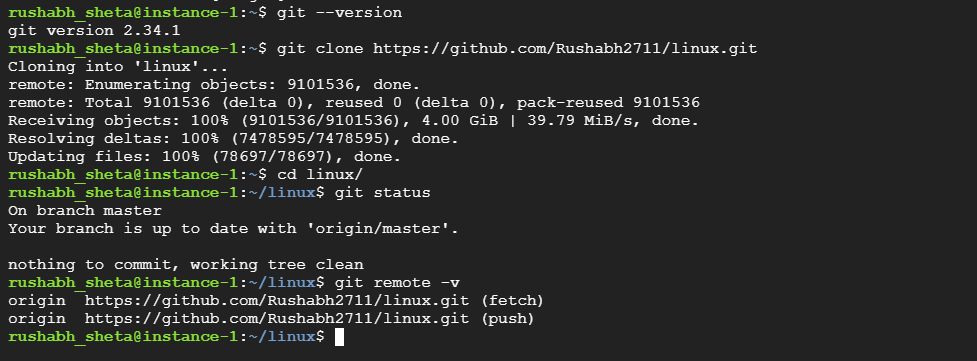 rushabh_sheta@instance-1:~$ git --version
git version 2.34.1
rushabh_sheta@instance-1:~$ git clone https://github.com/Rushabh2711/linux.git
Cloning into 'linux'...
remote: Enumerating objects: 9101536, done.
remote: Total 9101536 (delta 0), reused 0 (delta 0), pack-reused 9101536
Receiving objects: 100% (9101536/9101536), 4.00 GiB | 39.79 MiB/s, done.
Resolving deltas: 100% (7478595/7478595), done.
Updating files: 100% (78697/78697), done.
rushabh_sheta@instance-1:~$ cd linux/
rushabh_sheta@instance-1:~/linux$ git status
On branch master
Your branch is up to date with 'origin/master'.

nothing to commit, working tree clean
rushabh_sheta@instance-1:~/linux$ git remote -v
origin  https://github.com/Rushabh2711/linux.git (fetch)
origin  https://github.com/Rushabh2711/linux.git (push)
rushabh_sheta@instance-1:~/linux$